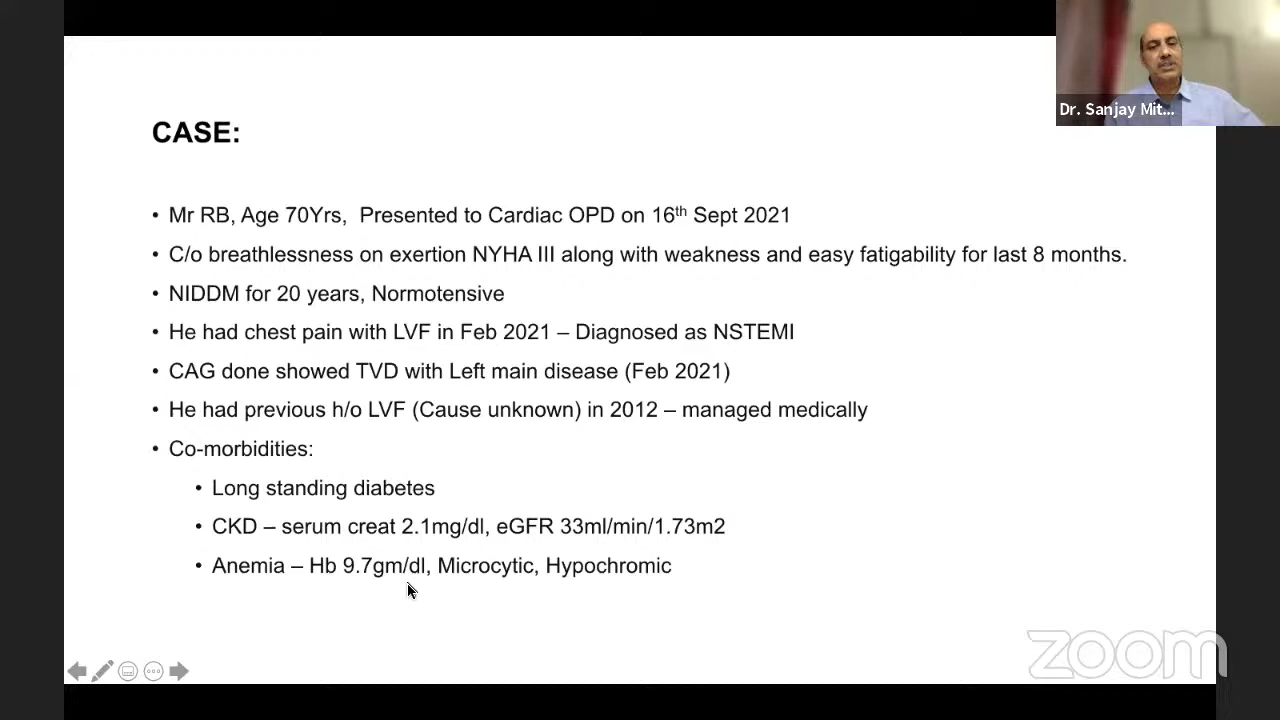 Dr. Sanjay Mit...
CASE:
• Mr RB, Age 70Yrs, Presented to Cardiac OPD on 16th Sept 2021
• C/o breathlessness on exertion NYHA III along with weakness and easy fatigability for last 8 months.
• NIDDM for 20 years, Normotensive
• He had chest pain with LVF in Feb 2021 – Diagnosed as NSTEMI
• CAG done showed TVD with Left main disease (Feb 2021)
• He had previous h/o LVF (Cause unknown) in 2012 – managed medically
• Co-morbidities:
• Long standing diabetes
• CKD – serum creat 2.1mg/dl, eGFR 33ml/min/1.73m2
• Anemia – Hb 9.7gm/dl, Microcytic, Hypochromic
zoom